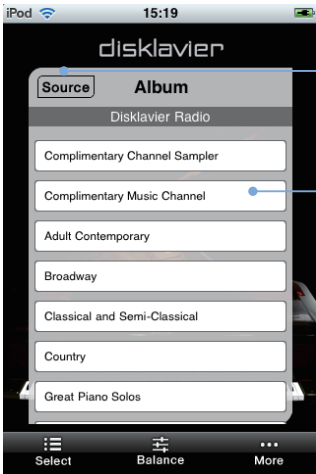 iPod 15:19
disklavier
Source Album
Disklavier Radio
Complimentary Channel Sampler
Complimentary Music Channel
Adult Contemporary
Broadway
Classical and Semi-Classical
Country
Great Piano Solos
Select Balance More